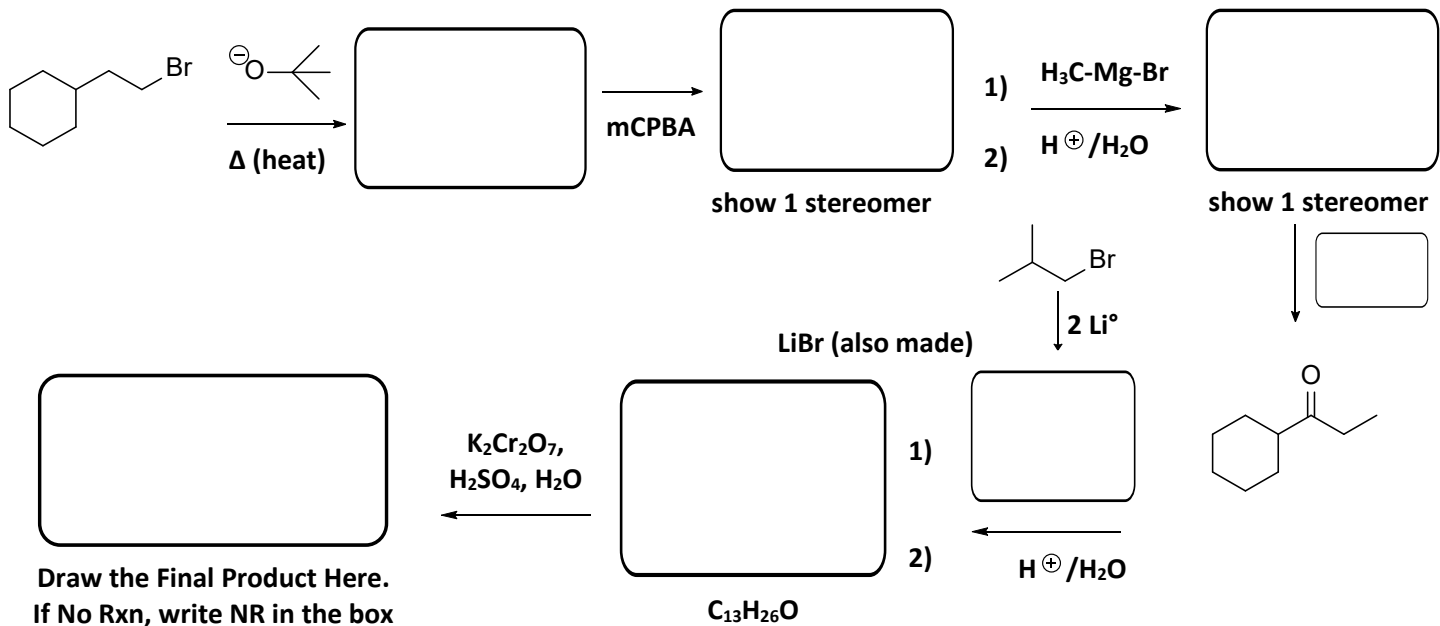 Br
⊖O
Δ (heat)
mCPBA
show 1 stereomer
1)
H₃C-Mg-Br
2)
H⊕/H₂O
show 1 stereomer
Br
2 Li°
LiBr (also made)
O
K₂Cr₂O₇,
H₂SO₄, H₂O
1)
2)
H⊕/H₂O
Draw the Final Product Here.
If No Rxn, write NR in the box
C₁₃H₂₆O